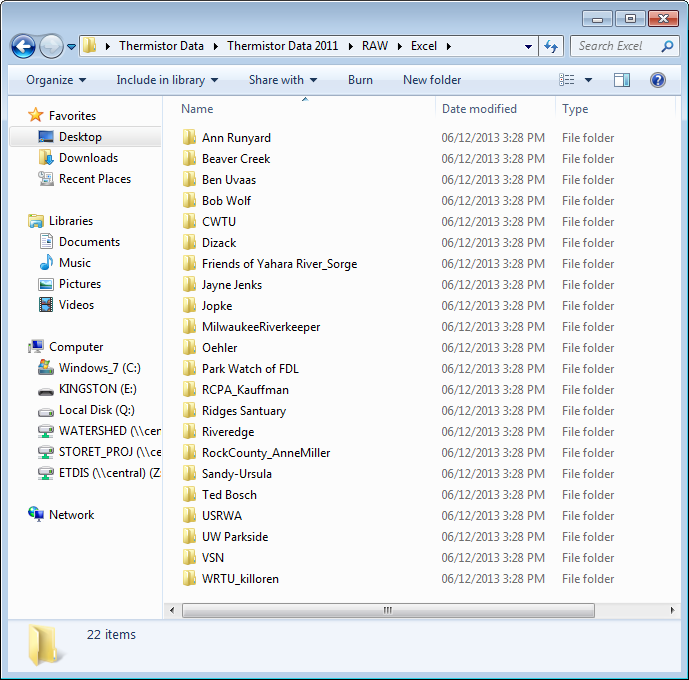 Thermistor Data Thermistor Data 2011 RAW Excel Search Excel
Organize Include in library Share with Burn New folder
Favorites
Desktop
Downloads
Recent Places
Libraries
Documents
Music
Pictures
Videos
Computer
Windows_7 (C:)
KINGSTON (E:)
Local Disk (Q:)
WATERSHED (\\cen
STORET_PROJ (\\ce
ETDIS (\\central) (Z:
Network
Name Date modified Type
Ann Runyard 06/12/2013 3:28 PM File folder
Beaver Creek 06/12/2013 3:28 PM File folder
Ben Uvaas 06/12/2013 3:28 PM File folder
Bob Wolf 06/12/2013 3:28 PM File folder
CWTU 06/12/2013 3:28 PM File folder
Dizack 06/12/2013 3:28 PM File folder
Friends of Yahara River_Sorge 06/12/2013 3:28 PM File folder
Jayne Jenks 06/12/2013 3:28 PM File folder
Jopke 06/12/2013 3:28 PM File folder
MilwaukeeRiverkeeper 06/12/2013 3:28 PM File folder
Oehler 06/12/2013 3:28 PM File folder
Park Watch of FDL 06/12/2013 3:28 PM File folder
RCPA_Kauffman 06/12/2013 3:28 PM File folder
Ridges Santuary 06/12/2013 3:28 PM File folder
Riveredge 06/12/2013 3:28 PM File folder
RockCounty_AnneMiller 06/12/2013 3:28 PM File folder
Sandy-Ursula 06/12/2013 3:28 PM File folder
Ted Bosch 06/12/2013 3:28 PM File folder
USRWA 06/12/2013 3:28 PM File folder
UW Parkside 06/12/2013 3:28 PM File folder
VSN 06/12/2013 3:28 PM File folder
WRTU_killoren 06/12/2013 3:28 PM File folder
22 items